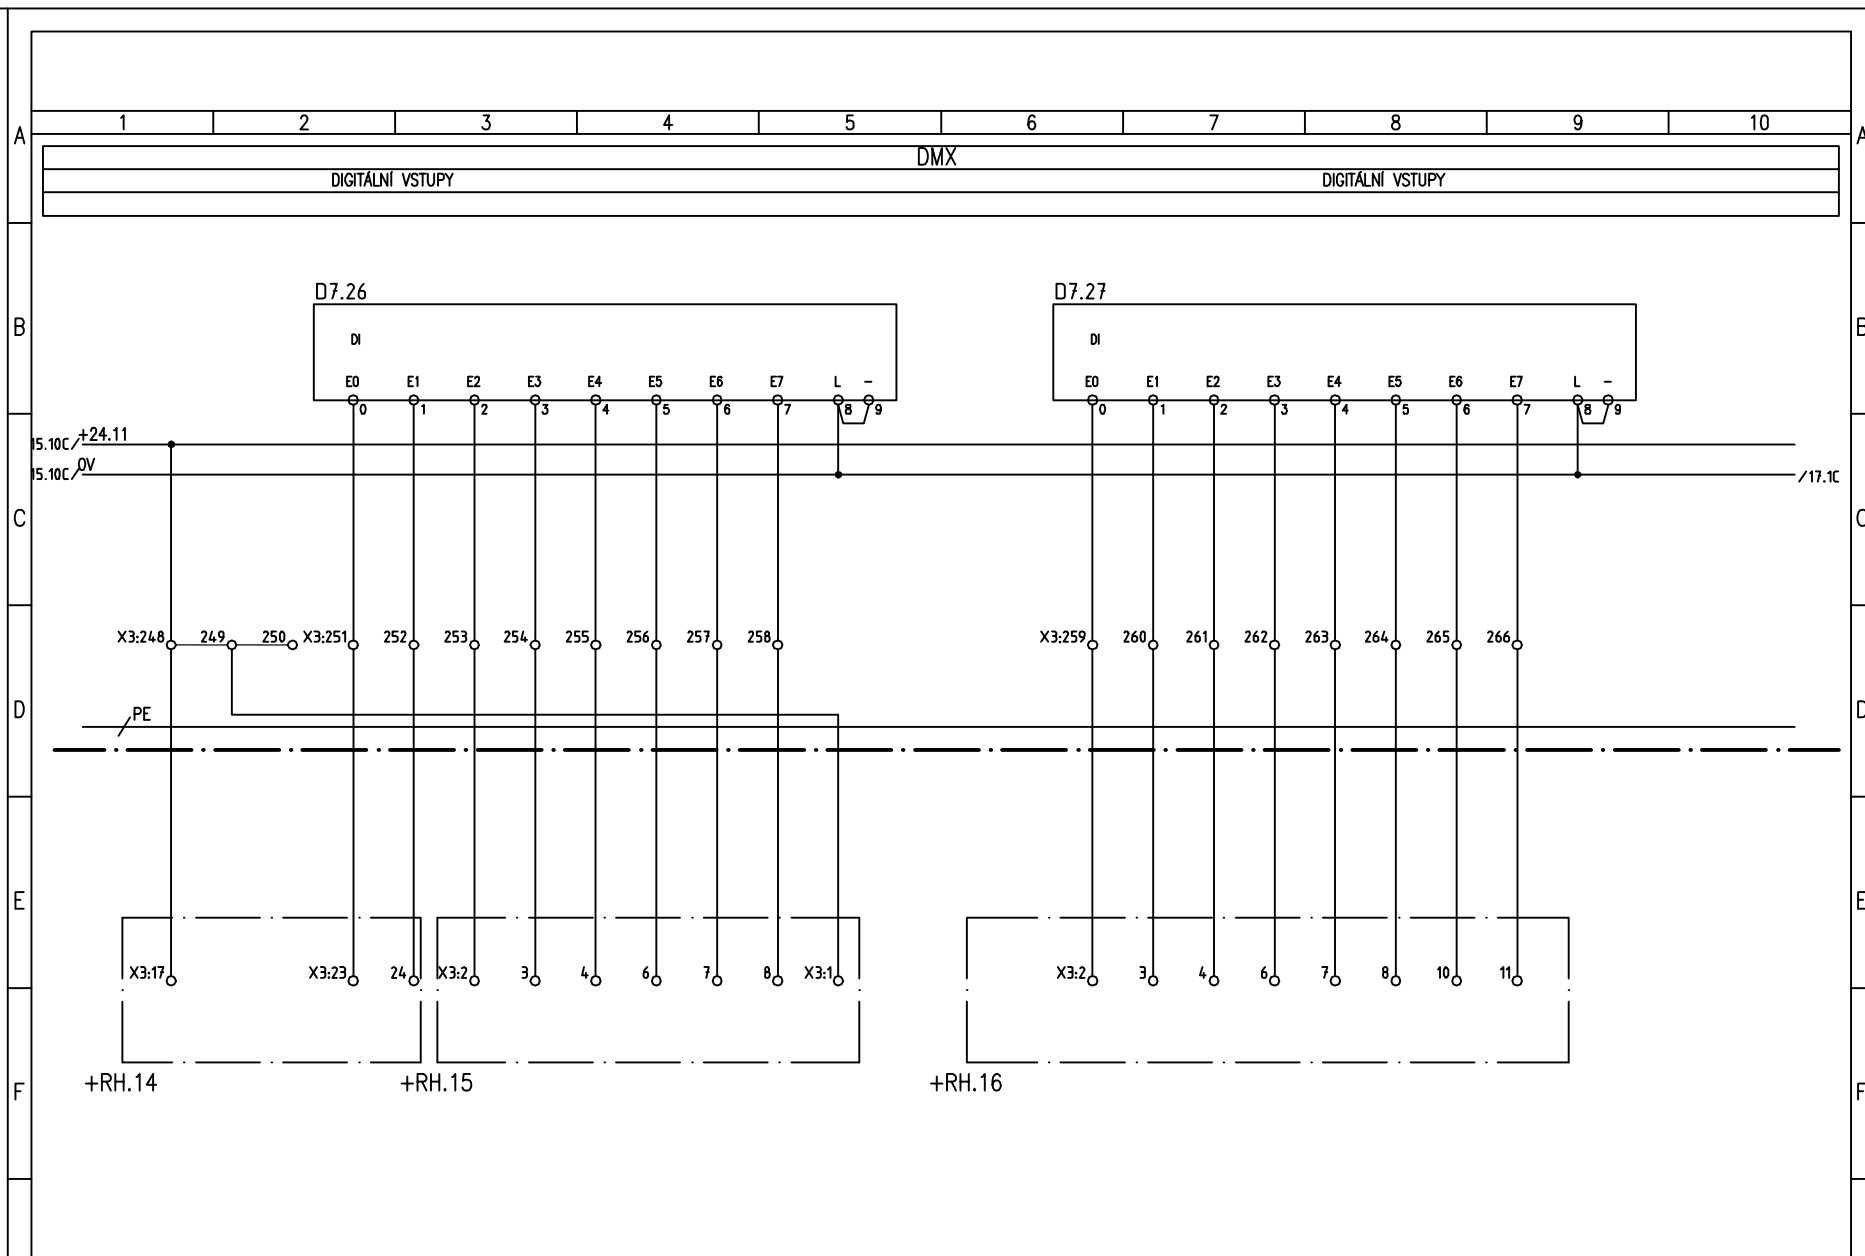 1 2 3 4 5 6 7 8 9 10
A A
DMX
DIGITÁLNÍ VSTUPY DIGITÁLNÍ VSTUPY
D7.26 D7.27
B B
DI DI
E0 E1 E2 E3 E4 E5 E6 E7 L – E0 E1 E2 E3 E4 E5 E6 E7 L –
0 1 2 3 4 5 6 7 8 9 0 1 2 3 4 5 6 7 8 9
15.10C/ +24.11
15.10C/ 0V /17.1C
C C
X3:248 249 250 X3:251 252 253 254 255 256 257 258 X3:259 260 261 262 263 264 265 266
D PE D
E E
X3:17 X3:23 24 X3:2 3 4 6 7 8 X3:1 X3:2 3 4 6 7 8 10 11
+RH.14 +RH.15 +RH.16
F F